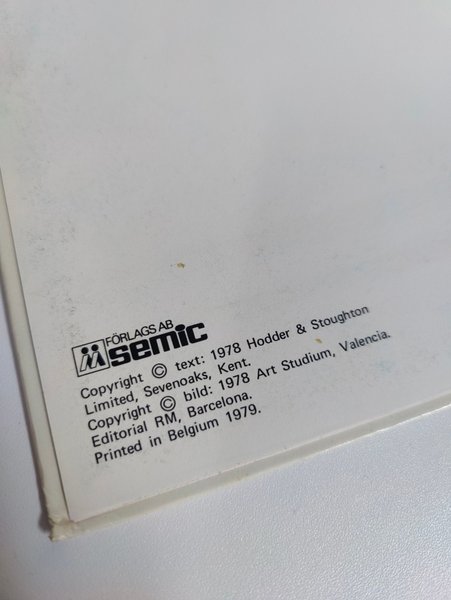 FÖRLAGS AB
semic
Copyright © text: 1978 Hodder & Stoughton
Limited, Sevenoaks, Kent.
Copyright © bild: 1978 Art Studium, Valencia.
Editorial RM, Barcelona.
Printed in Belgium 1979.